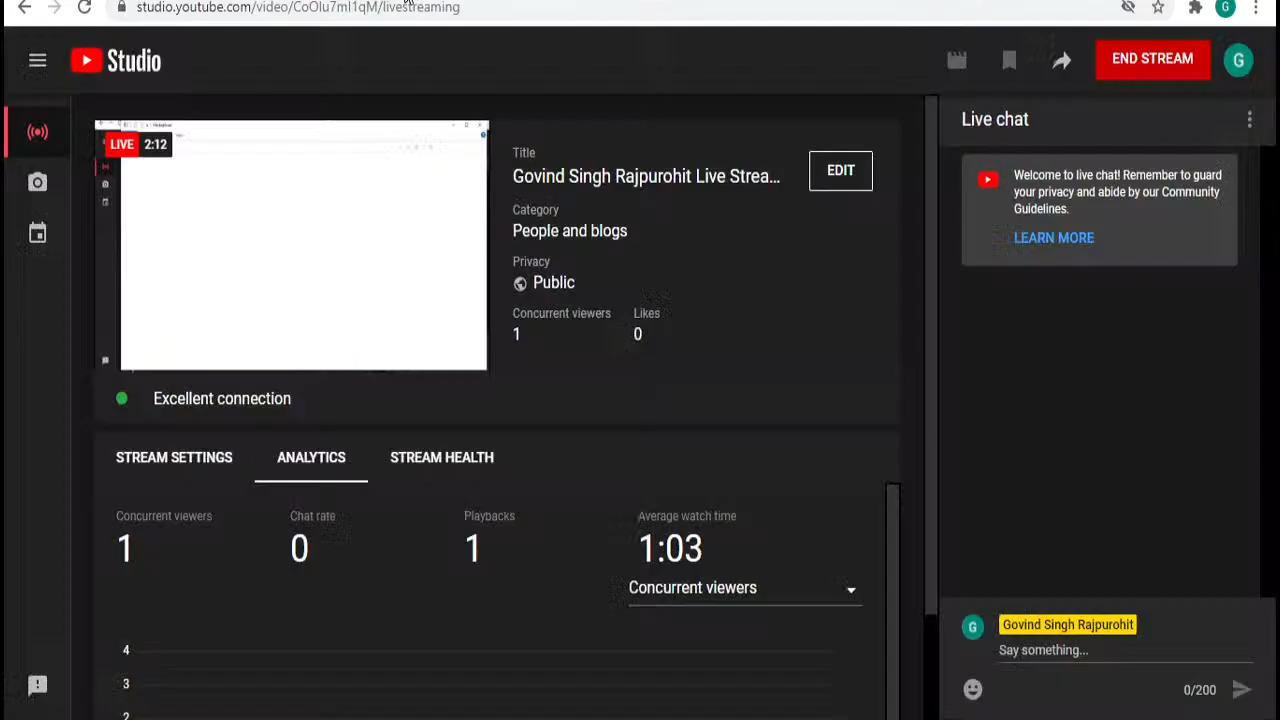 studio.youtube.com/video/CoOlu7ml1qM/livestreaming
G
Studio
END STREAM
G
LIVE 2:12
Title
Govind Singh Rajpurohit Live Strea...
EDIT
Category
People and blogs
Privacy
Public
Concurrent viewers Likes
1 0
Excellent connection
STREAM SETTINGS ANALYTICS STREAM HEALTH
Concurrent viewers Chat rate Playbacks Average watch time
1 0 1 1:03
Concurrent viewers
4
3
2
Live chat
Welcome to live chat! Remember to guard
your privacy and abide by our Community
Guidelines.
LEARN MORE
G Govind Singh Rajpurohit
Say something...
0/200